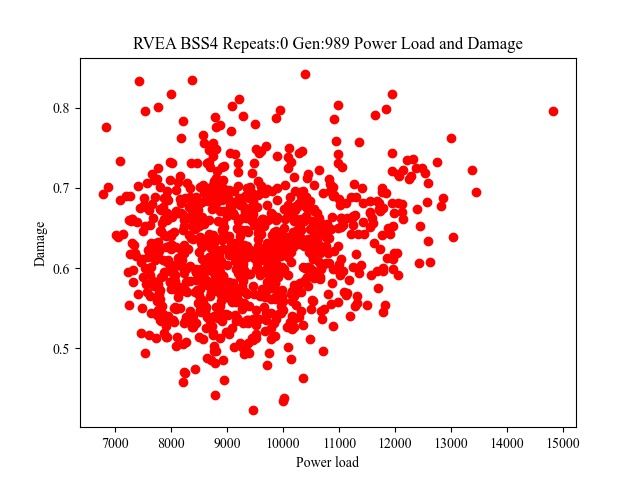 RVEA BSS4 Repeats:0 Gen:989 Power Load and Damage
Damage
0.8
0.7
0.6
0.5
7000 8000 9000 10000 11000 12000 13000 14000 15000
Power load